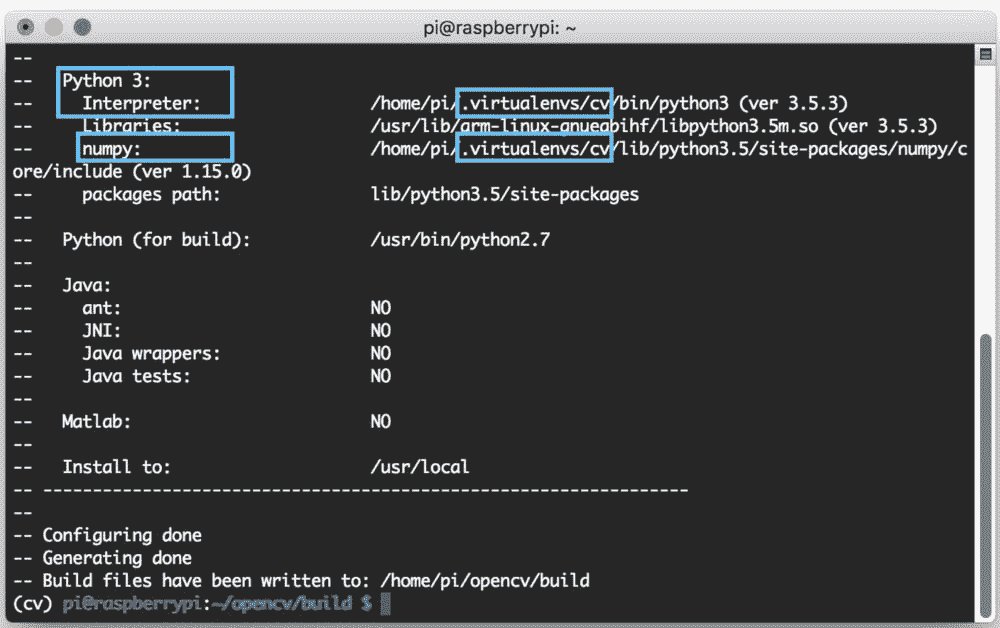 pi@raspberrypi: ~
--
--   Python 3:
--     Interpreter:                 /home/pi/.virtualenvs/cv/bin/python3 (ver 3.5.3)
--     Libraries:                   /usr/lib/arm-linux-gnueabihf/libpython3.5m.so (ver 3.5.3)
--     numpy:                       /home/pi/.virtualenvs/cv/lib/python3.5/site-packages/numpy/c
ore/include (ver 1.15.0)
--     packages path:               lib/python3.5/site-packages
--
--   Python (for build):            /usr/bin/python2.7
--
--   Java:
--     ant:                         NO
--     JNI:                         NO
--     Java wrappers:               NO
--     Java tests:                  NO
--
--   Matlab:                        NO
--
--   Install to:                    /usr/local
-- -----------------------------------------------------------------
--
-- Configuring done
-- Generating done
-- Build files have been written to: /home/pi/opencv/build
(cv) pi@raspberrypi:~/opencv/build $